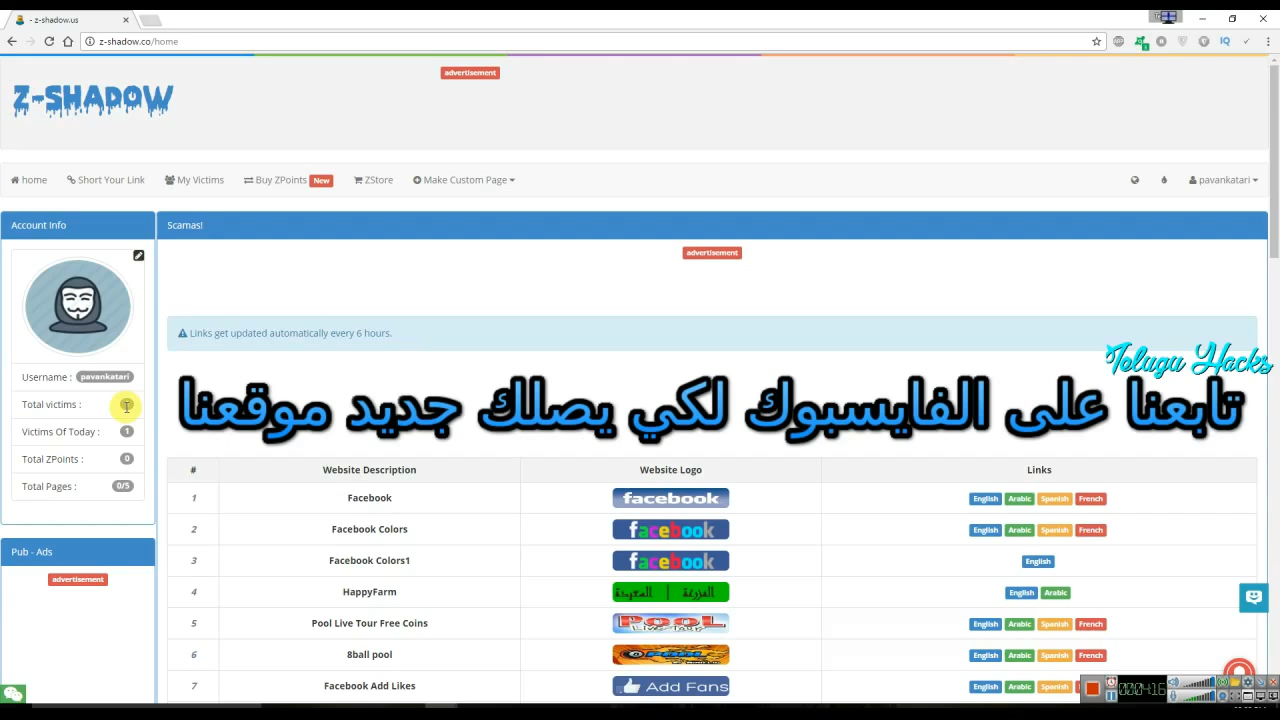 - z-shadow.us
z-shadow.co/home
advertisement
Z-SHADOW
home
Short Your Link
My Victims
Buy ZPoints New
ZStore
Make Custom Page
pavankatari
Account Info
Scamas!
advertisement
Links get updated automatically every 6 hours.
Telugu Hacks
تابعنا على الفايسبوك لكي يصلك جديد موقعنا
Username : pavankatari
Total victims :
Victims Of Today : 1
Total ZPoints : 0
Total Pages : 0/5
Pub - Ads
advertisement
# Website Description Website Logo Links
1 Facebook facebook English Arabic Spanish French
2 Facebook Colors facebook English Arabic Spanish French
3 Facebook Colors1 facebook English
4 HappyFarm المزرعة | السعيدة English Arabic
5 Pool Live Tour Free Coins POOL LIVE TOUR English Arabic Spanish French
6 8ball pool POOL English Arabic Spanish French
7 Facebook Add Likes Add Fans English Arabic Spanish